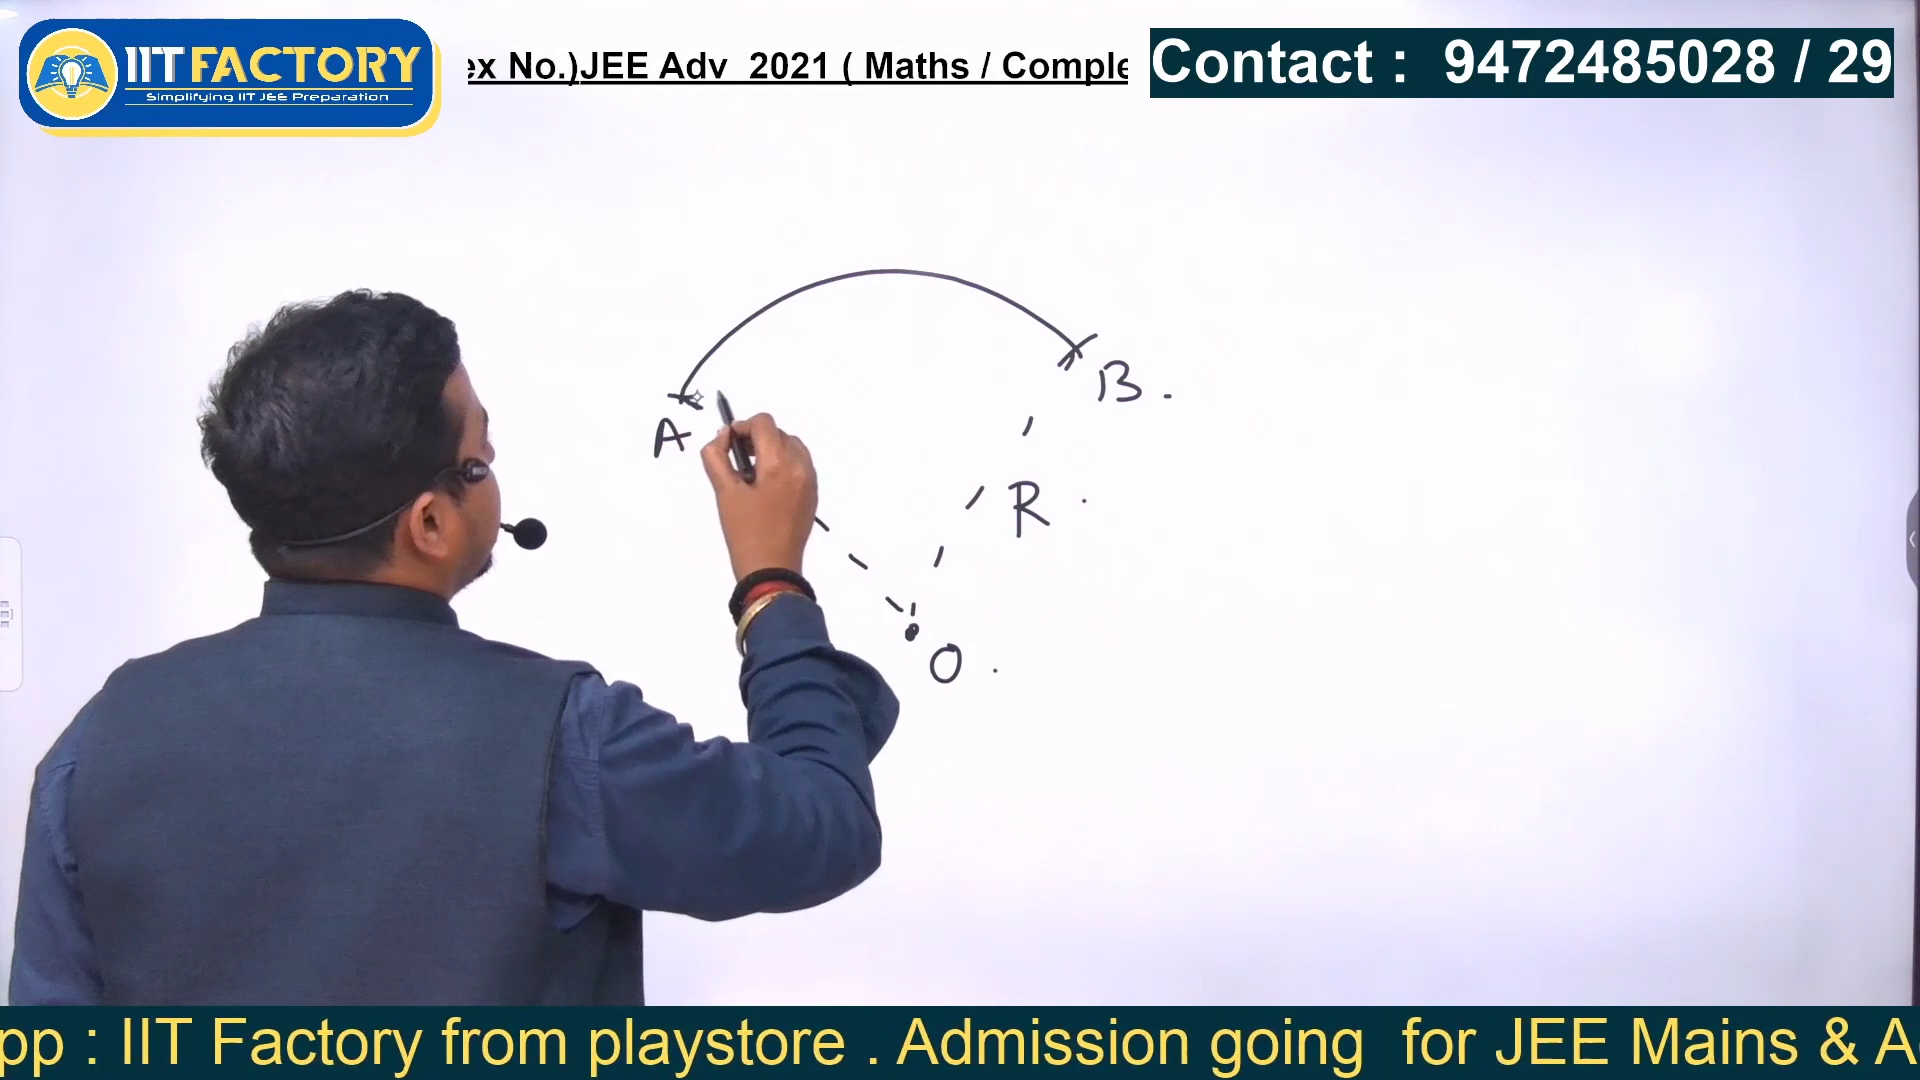 IIT FACTORY
Simplifying IIT JEE Preparation
ex No.)JEE Adv 2021 ( Maths / Comple
Contact : 9472485028 / 29
A
B .
R .
O .
pp : IIT Factory from playstore . Admission going for JEE Mains & A